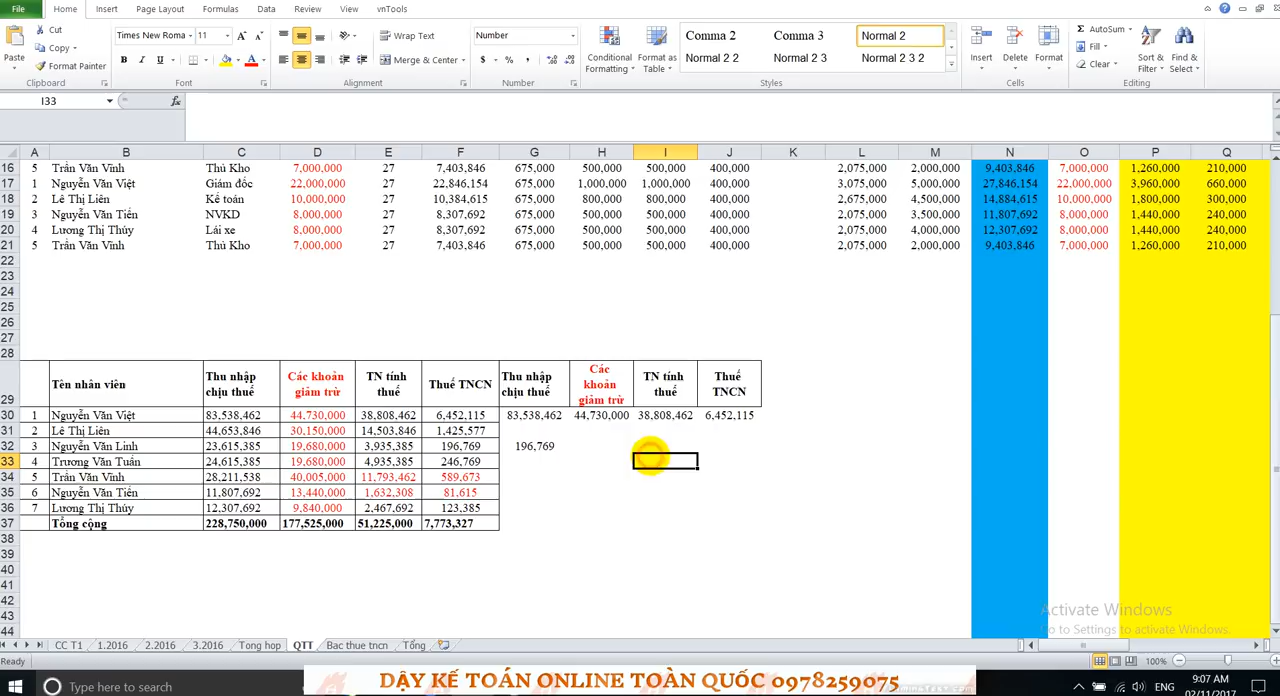 File Home Insert Page Layout Formulas Data Review View vnTools
Cut Times New Roma 11 Wrap Text Number Comma 2 Comma 3 Normal 2 AutoSum
Paste Copy Format Painter B I U Merge & Center $ % , Conditional Formatting Format as Table Normal 2 2 Normal 2 3 Normal 2 3 2 Insert Delete Format Fill Clear Sort & Filter Find & Select
Clipboard Font Alignment Number Styles Cells Editing
I33 fx
A B C D E F G H I J K L M N O P Q
16 5 Trần Văn Vinh Thủ Kho 7,000,000 27 7,403,846 675,000 500,000 500,000 400,000 2,075,000 2,000,000 9,403,846 7,000,000 1,260,000 210,000
17 1 Nguyễn Văn Việt Giám đốc 22,000,000 27 22,846,154 675,000 1,000,000 1,000,000 400,000 3,075,000 5,000,000 27,846,154 22,000,000 3,960,000 660,000
18 2 Lê Thị Liên Kế toán 10,000,000 27 10,384,615 675,000 800,000 800,000 400,000 2,675,000 4,500,000 14,884,615 10,000,000 1,800,000 300,000
19 3 Nguyễn Văn Tiến NVKD 8,000,000 27 8,307,692 675,000 500,000 500,000 400,000 2,075,000 3,500,000 11,807,692 8,000,000 1,440,000 240,000
20 4 Lương Thị Thúy Lái xe 8,000,000 27 8,307,692 675,000 500,000 500,000 400,000 2,075,000 4,000,000 12,307,692 8,000,000 1,440,000 240,000
21 5 Trần Văn Vinh Thủ Kho 7,000,000 27 7,403,846 675,000 500,000 500,000 400,000 2,075,000 2,000,000 9,403,846 7,000,000 1,260,000 210,000
22
23
24
25
26
27
28
29 Tên nhân viên Thu nhập chịu thuế Các khoản giảm trừ TN tính thuế Thuế TNCN Thu nhập chịu thuế Các khoản giảm trừ TN tính thuế Thuế TNCN
30 1 Nguyễn Văn Việt 83,538,462 44,730,000 38,808,462 6,452,115 83,538,462 44,730,000 38,808,462 6,452,115
31 2 Lê Thị Liên 44,653,846 30,150,000 14,503,846 1,425,577
32 3 Nguyễn Văn Linh 23,615,385 19,680,000 3,935,385 196,769 196,769
33 4 Trương Văn Tuấn 24,615,385 19,680,000 4,935,385 246,769
34 5 Trần Văn Vinh 28,211,538 40,005,000 11,793,462 589,673
35 6 Nguyễn Văn Tiến 11,807,692 13,440,000 1,632,308 81,615
36 7 Lương Thị Thúy 12,307,692 9,840,000 2,467,692 123,385
37 Tổng cộng 228,750,000 177,525,000 51,225,000 7,773,327
38
39
40
41
42
43
44
Activate Windows
Go to Settings to activate Windows.
CC T1 1.2016 2.2016 3.2016 Tong hop QTT Bac thue tncn Tổng
Ready 100%
Type here to search
DẠY KẾ TOÁN ONLINE TOÀN QUỐC 0978259075
ENG 9:07 AM
02/11/2017